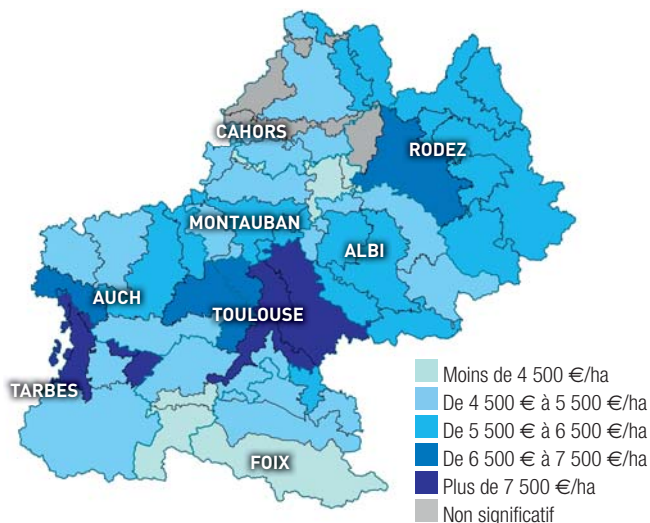 CAHORS
RODEZ
MONTAUBAN
ALBI
AUCH
TOULOUSE
TARBES
FOIX
Moins de 4 500 €/ha
De 4 500 € à 5 500 €/ha
De 5 500 € à 6 500 €/ha
De 6 500 € à 7 500 €/ha
Plus de 7 500 €/ha
Non significatif